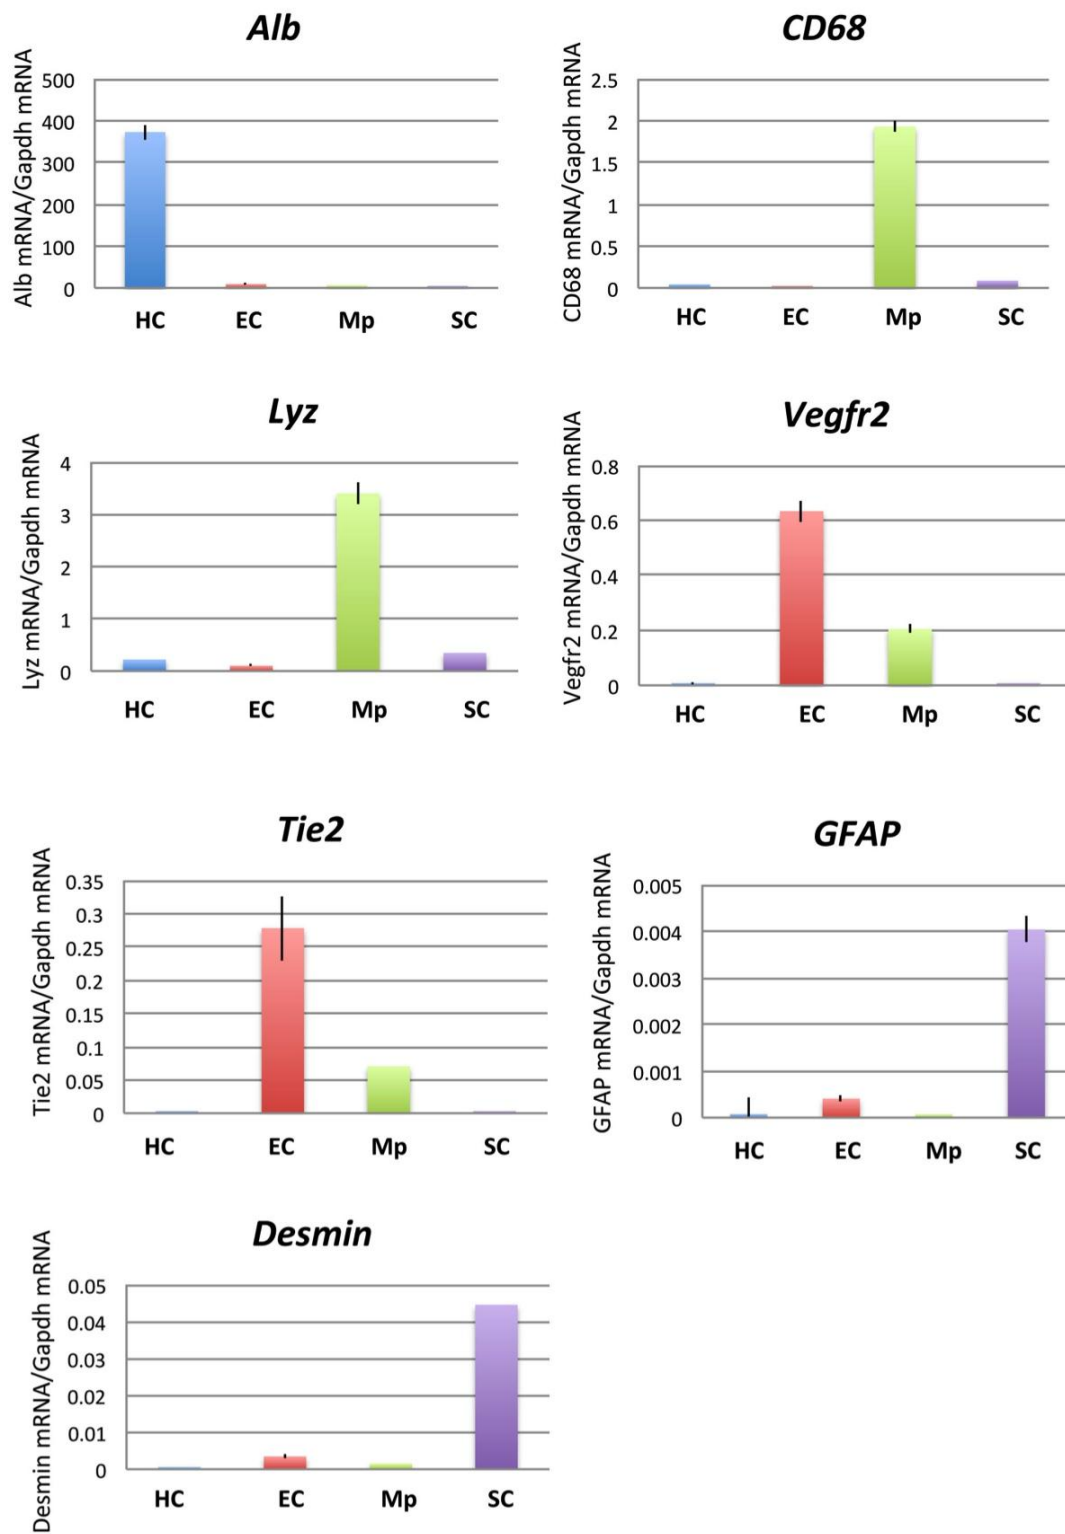 Alb
Alb mRNA/Gapdh mRNA
500
400
300
200
100
0
HC EC Mp SC
CD68
CD68 mRNA/Gapdh mRNA
2.5
2
1.5
1
0.5
0
HC EC Mp SC
Lyz
Lyz mRNA/Gapdh mRNA
4
3
2
1
0
HC EC Mp SC
Vegfr2
Vegfr2 mRNA/Gapdh mRNA
0.8
0.6
0.4
0.2
0
HC EC Mp SC
Tie2
Tie2 mRNA/Gapdh mRNA
0.35
0.3
0.25
0.2
0.15
0.1
0.05
0
HC EC Mp SC
GFAP
GFAP mRNA/Gapdh mRNA
0.005
0.004
0.003
0.002
0.001
0
HC EC Mp SC
Desmin
Desmin mRNA/Gapdh mRNA
0.05
0.04
0.03
0.02
0.01
0
HC EC Mp SC